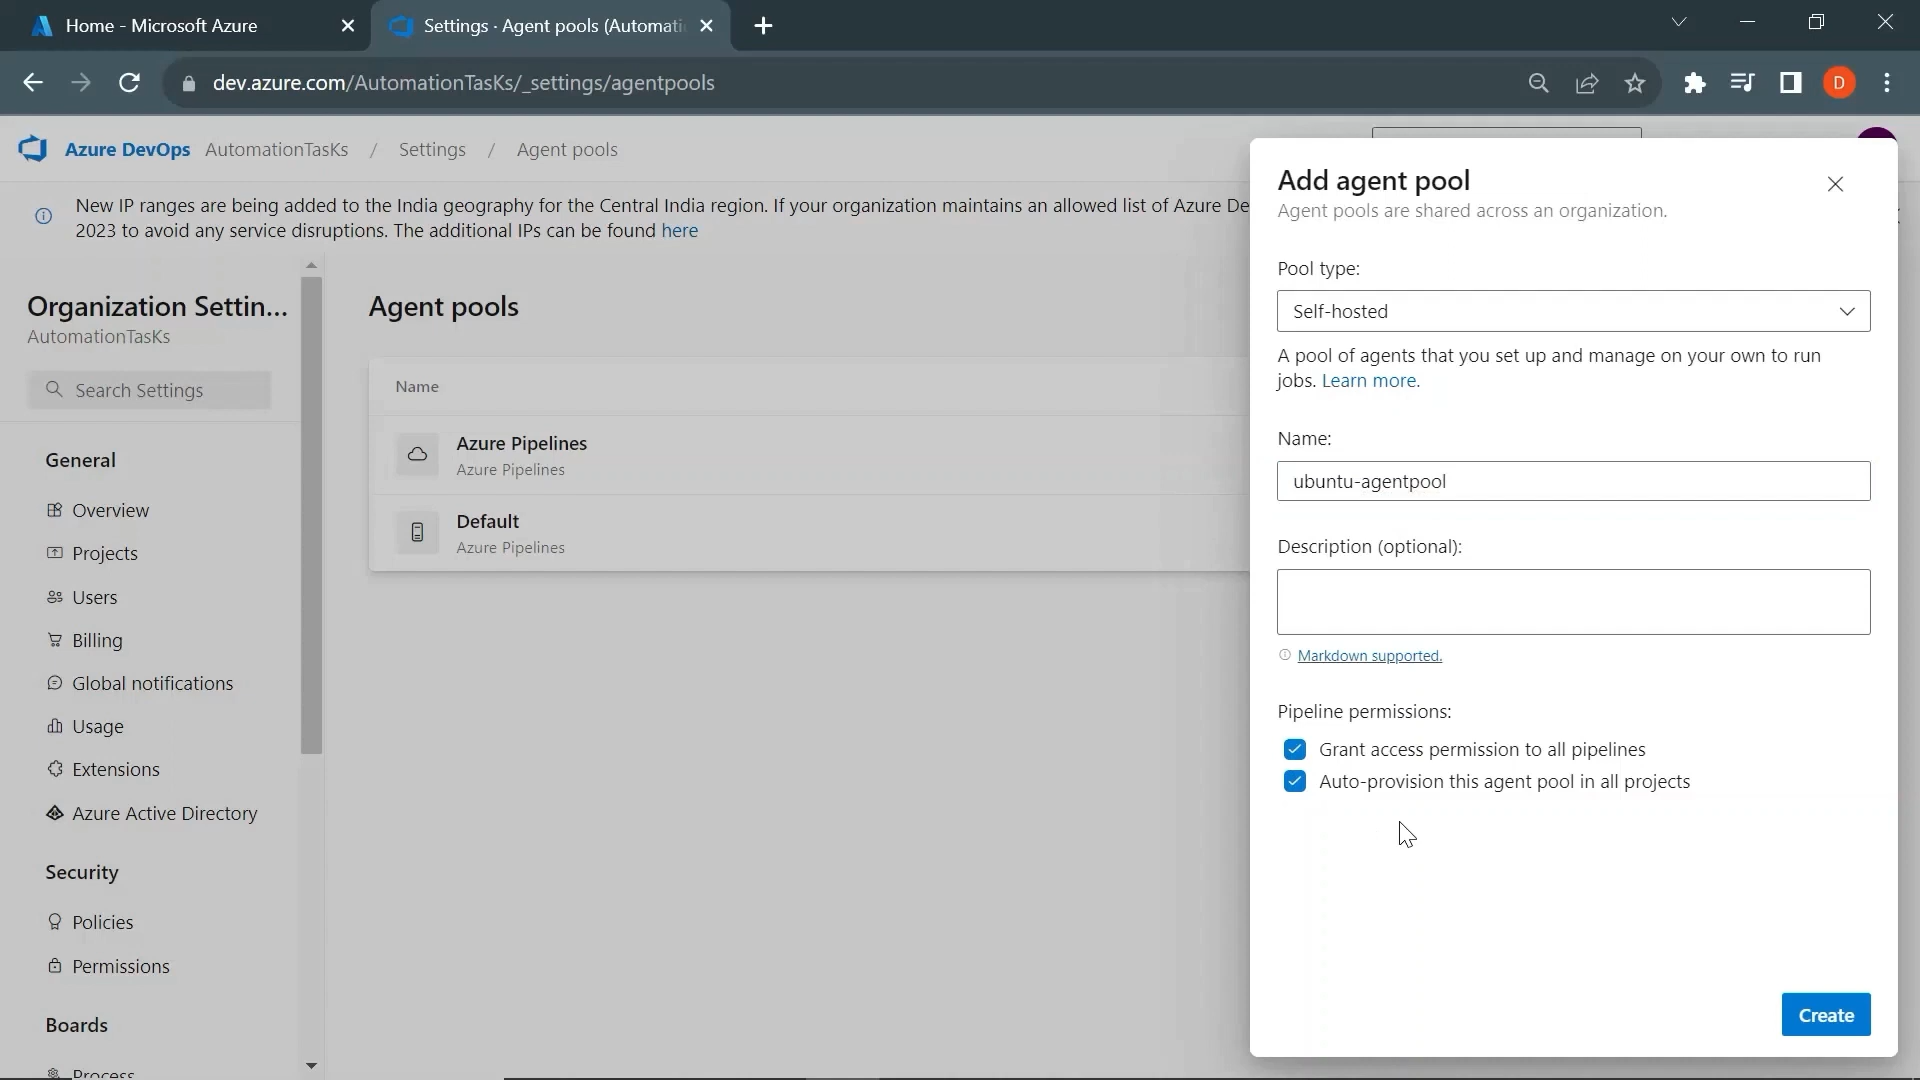 Home - Microsoft Azure
Settings · Agent pools (Automati
dev.azure.com/AutomationTasKs/_settings/agentpools
D
Azure DevOps AutomationTasKs / Settings / Agent pools
New IP ranges are being added to the India geography for the Central India region. If your organization maintains an allowed list of Azure De
2023 to avoid any service disruptions. The additional IPs can be found here
Organization Settin...
AutomationTasKs
Search Settings
General
Overview
Projects
Users
Billing
Global notifications
Usage
Extensions
Azure Active Directory
Security
Policies
Permissions
Boards
Process
Agent pools
Name
Azure Pipelines
Azure Pipelines
Default
Azure Pipelines
Add agent pool
Agent pools are shared across an organization.
Pool type:
Self-hosted
A pool of agents that you set up and manage on your own to run
jobs. Learn more.
Name:
ubuntu-agentpool
Description (optional):
Markdown supported.
Pipeline permissions:
Grant access permission to all pipelines
Auto-provision this agent pool in all projects
Create